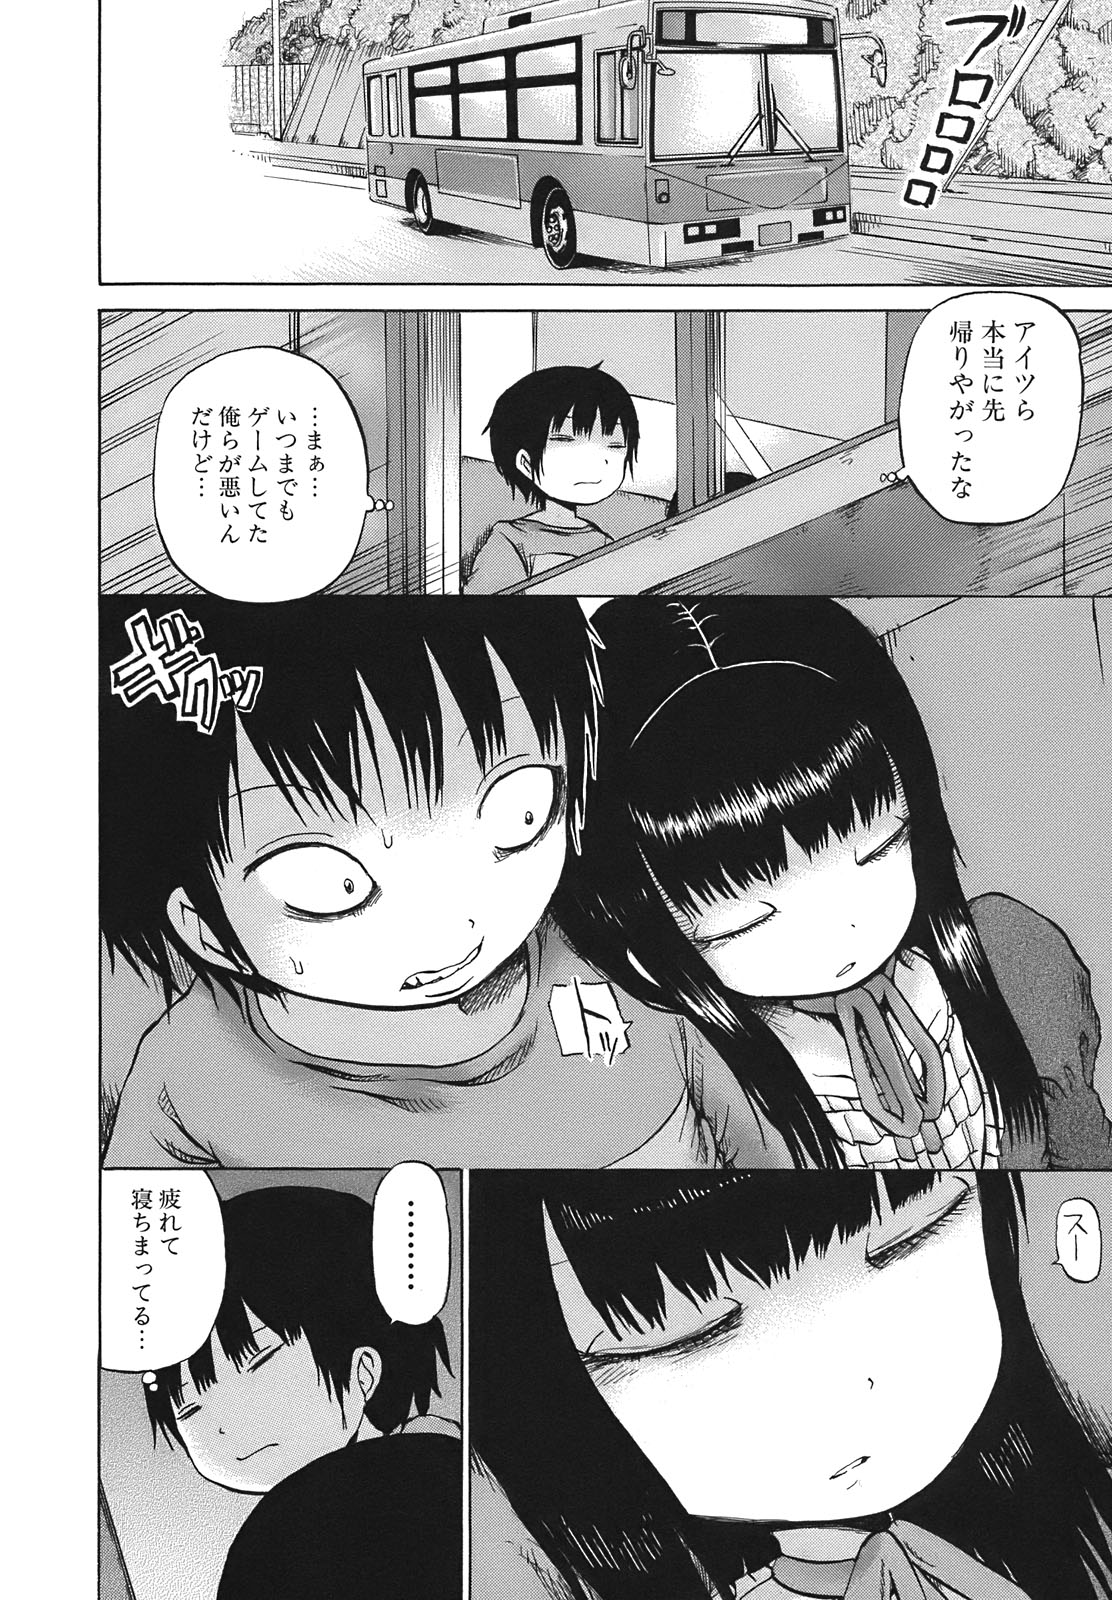 ブロロロロロ
アイツら
本当に先
帰りやがったな
…まぁ…
いつまでも
ゲームしてた
俺らが悪いん
だけど…
ギクッ
トッ
スー
………
疲れて
寝ちまってる…